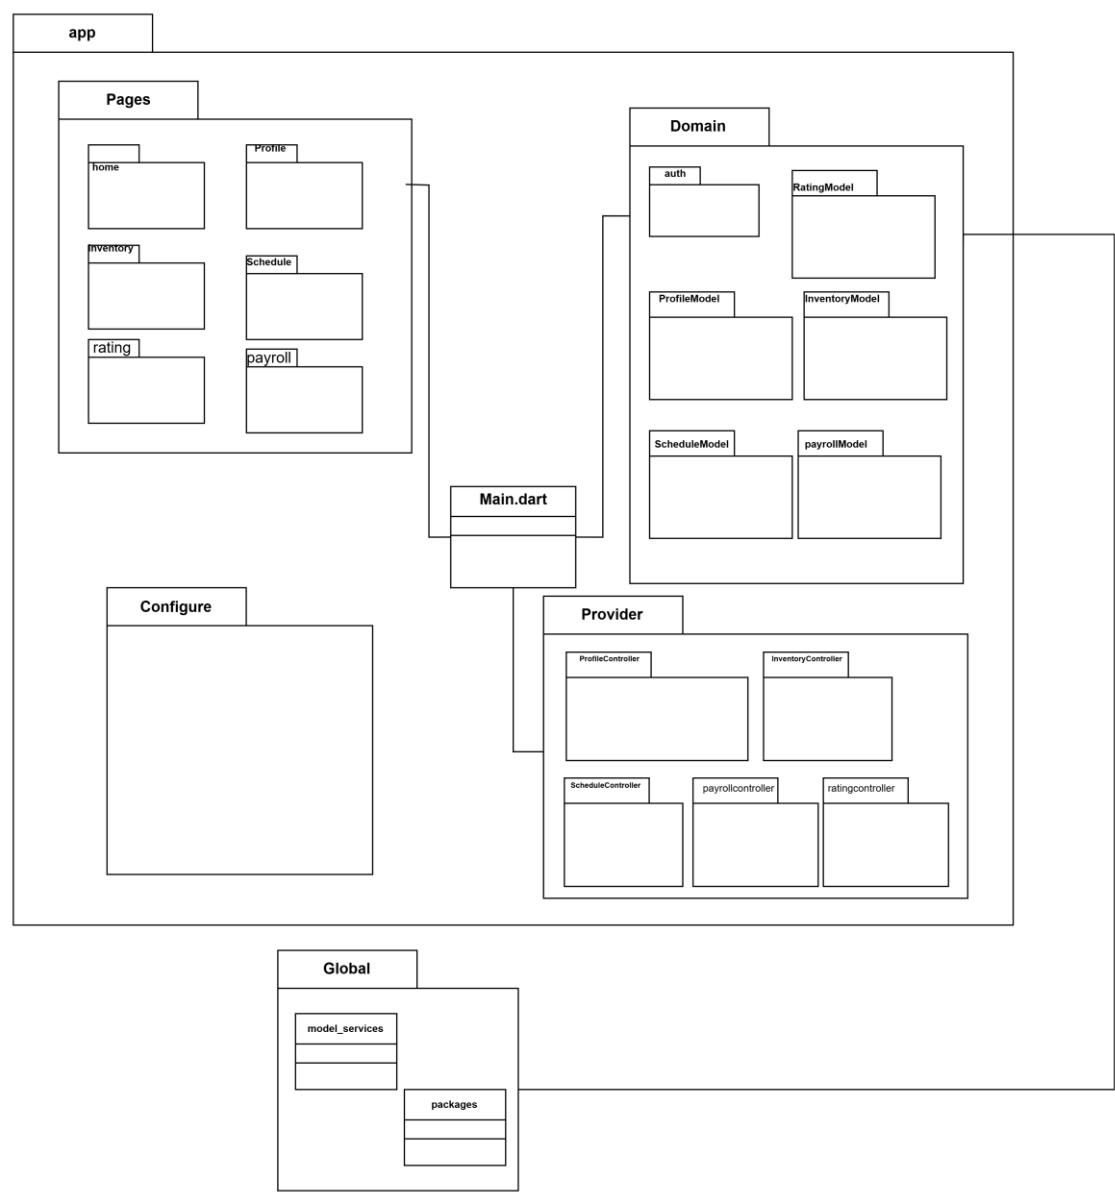 app
Pages
home
Profile
Inventory
Schedule
rating
payroll
Domain
auth
RatingModel
ProfileModel
InventoryModel
ScheduleModel
payrollModel
Main.dart
Configure
Provider
ProfileController
InventoryController
ScheduleController
payrollcontroller
ratingcontroller
Global
model_services
packages